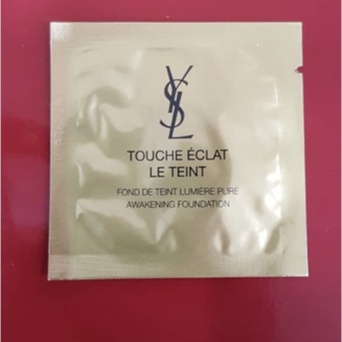 YSL
TOUCHE ÉCLAT
LE TEINT
FOND DE TEINT LUMIÈRE PURE
AWAKENING FOUNDATION